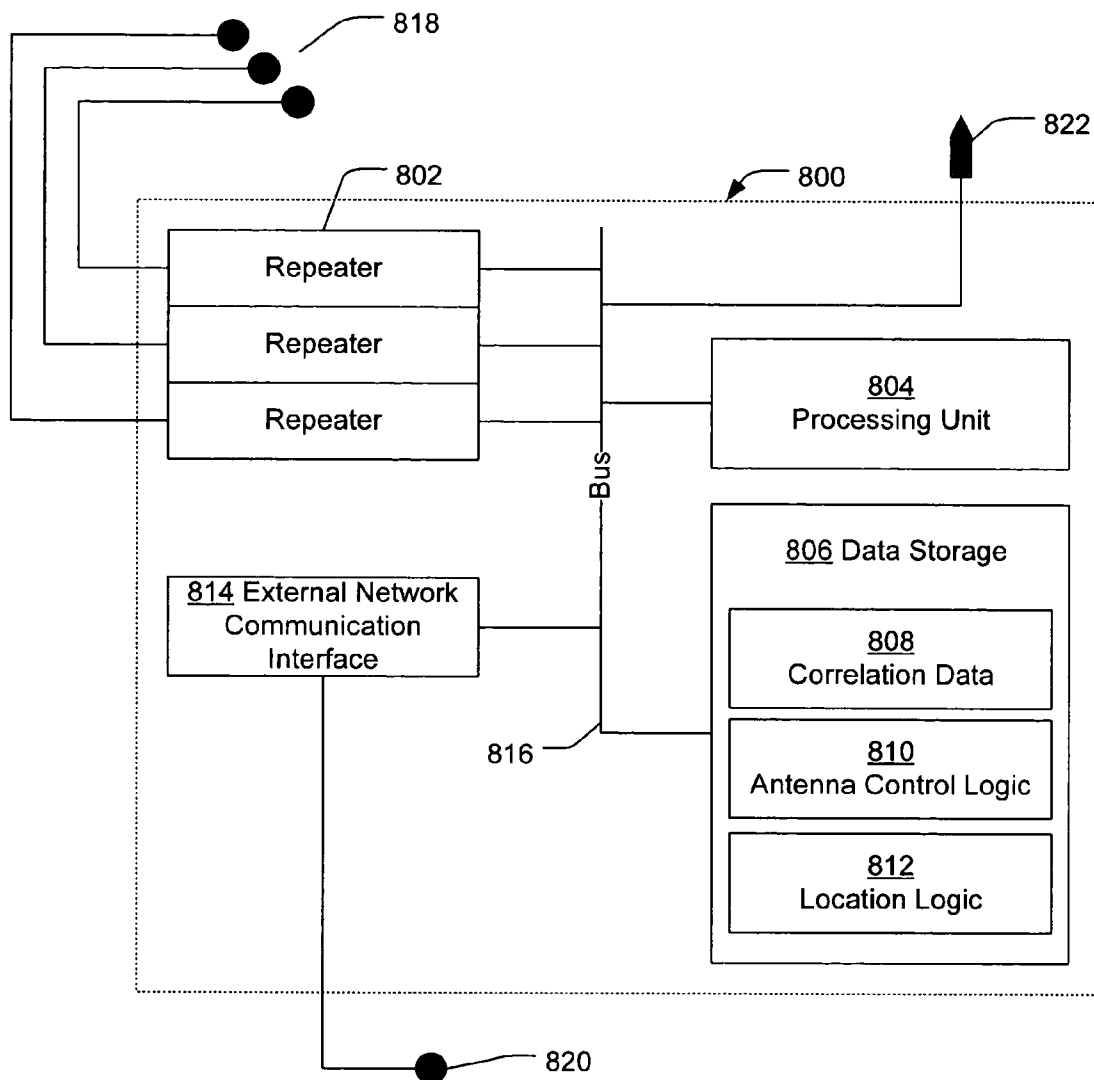 818
822
802
800
Repeater
Repeater
Repeater
804
Processing Unit
Bus
806 Data Storage
814 External Network
Communication
Interface
808
Correlation Data
816
810
Antenna Control Logic
812
Location Logic
820